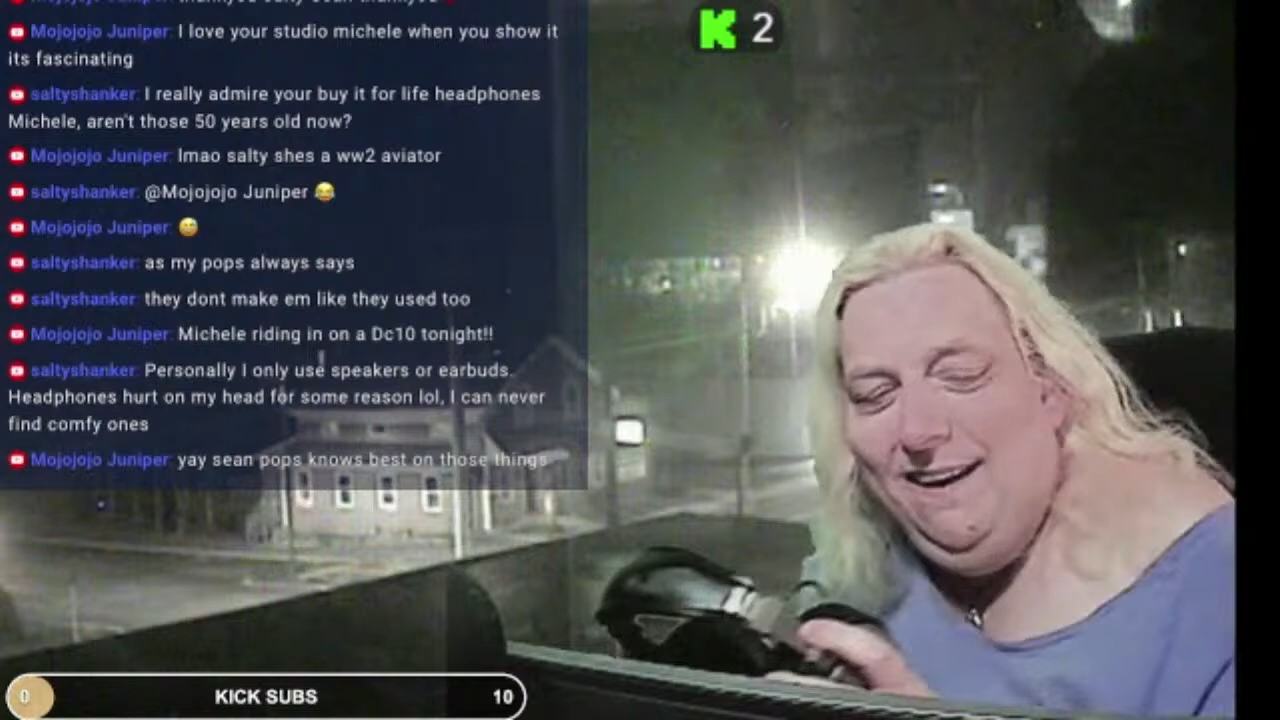 Mojojojo Juniper: I love your studio michele when you show it
its fascinating
saltyshanker: I really admire your buy it for life headphones
Michele, aren't those 50 years old now?
Mojojojo Juniper: lmao salty shes a ww2 aviator
saltyshanker: @Mojojojo Juniper 😂
Mojojojo Juniper: 😅
saltyshanker: as my pops always says
saltyshanker: they dont make em like they used too
Mojojojo Juniper: Michele riding in on a Dc10 tonight!!
saltyshanker: Personally I only use speakers or earbuds.
Headphones hurt on my head for some reason lol, I can never
find comfy ones
Mojojojo Juniper: yay sean pops knows best on those things
K 2
0 KICK SUBS 10